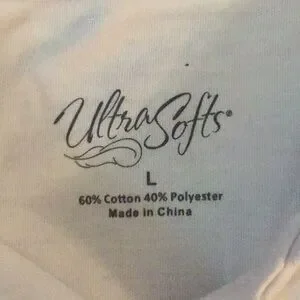 UltraSofts®
L
60% Cotton 40% Polyester
Made in China